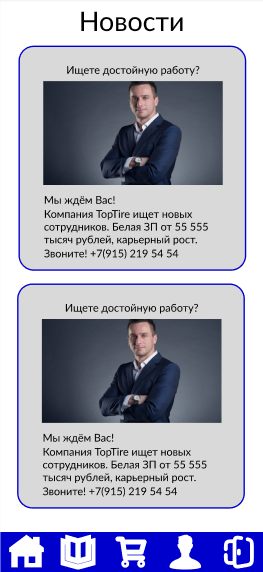 Новости
Ищете достойную работу?
Мы ждём Вас!
Компания TopTire ищет новых
сотрудников. Белая ЗП от 55 555
тысяч рублей, карьерный рост.
Звоните! +7(915) 219 54 54
Ищете достойную работу?
Мы ждём Вас!
Компания TopTire ищет новых
сотрудников. Белая ЗП от 55 555
тысяч рублей, карьерный рост.
Звоните! +7(915) 219 54 54